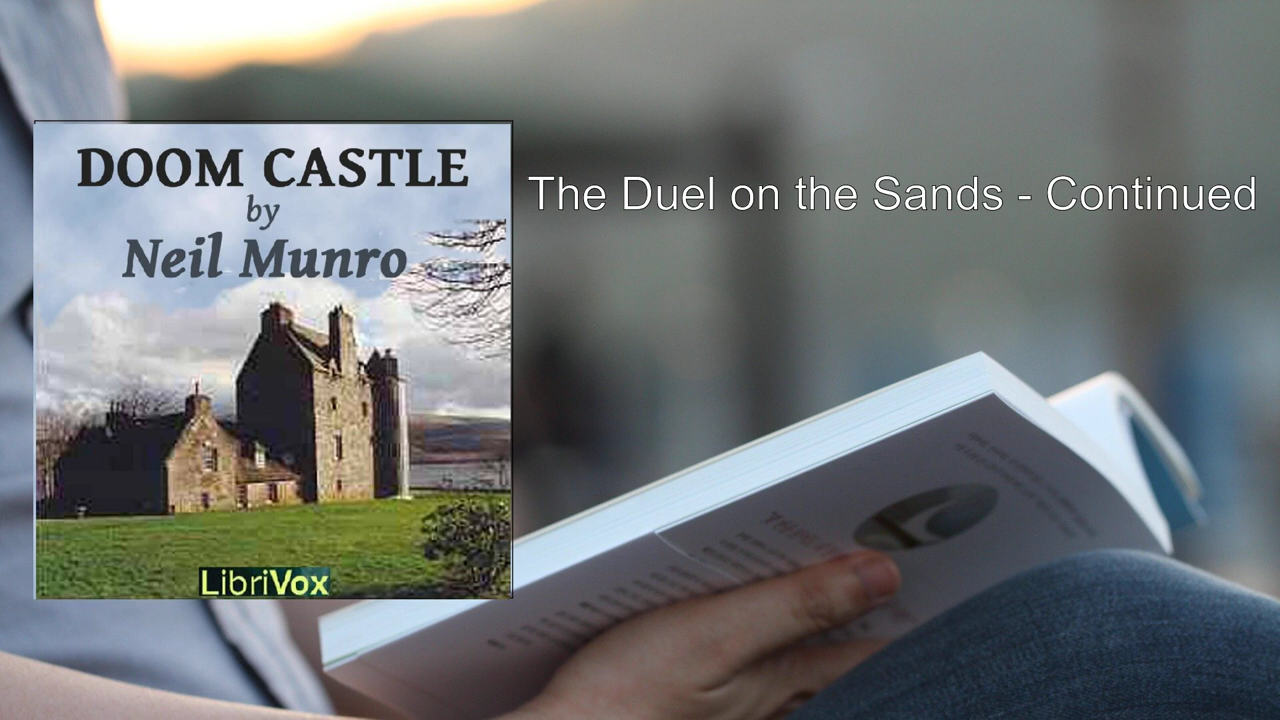 DOOM CASTLE
by
Neil Munro
LibriVox
The Duel on the Sands - Continued